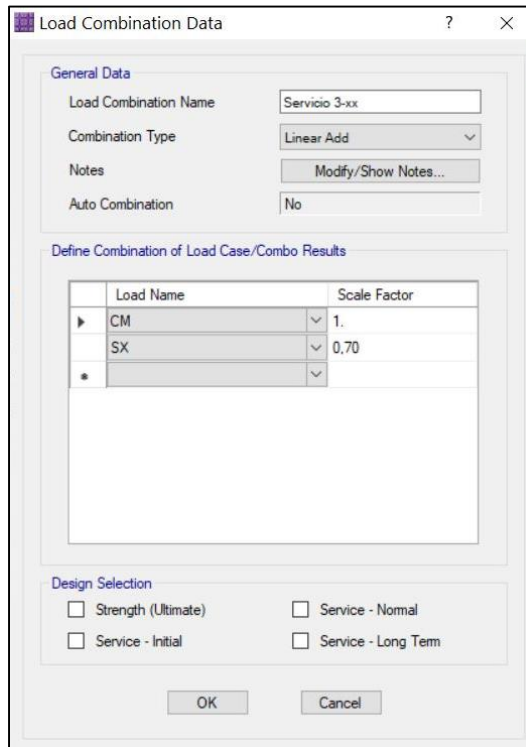 Load Combination Data ? ×
General Data
Load Combination Name Servicio 3-xx
Combination Type Linear Add
Notes Modify/Show Notes...
Auto Combination No
Define Combination of Load Case/Combo Results
Load Name Scale Factor
CM 1.
SX 0,70
*
Design Selection
Strength (Ultimate) Service - Normal
Service - Initial Service - Long Term
OK Cancel